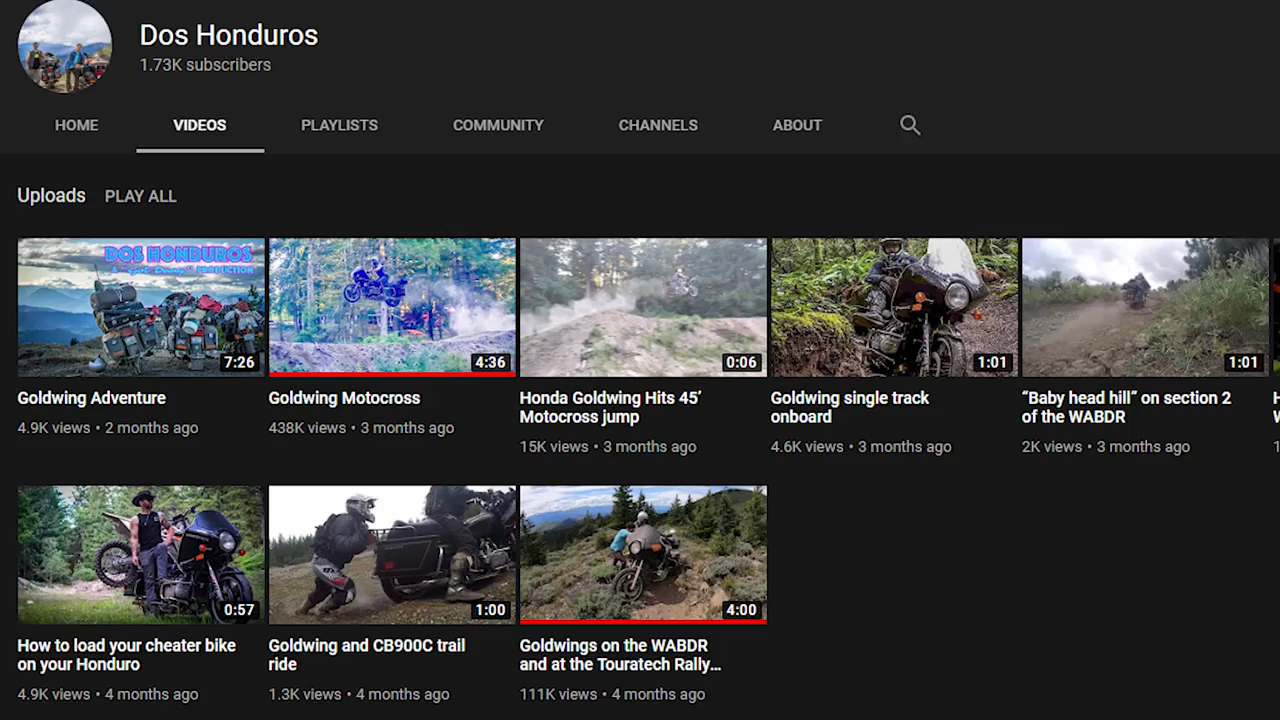 Dos Honduros
1.73K subscribers
HOME VIDEOS PLAYLISTS COMMUNITY CHANNELS ABOUT
Uploads PLAY ALL
DOS HONDUROS
PRODUCTION
7:26
4:36
0:06
1:01
1:01
Goldwing Adventure
4.9K views • 2 months ago
Goldwing Motocross
438K views • 3 months ago
Honda Goldwing Hits 45’
Motocross jump
15K views • 3 months ago
Goldwing single track
onboard
4.6K views • 3 months ago
“Baby head hill” on section 2
of the WABDR
2K views • 3 months ago
0:57
1:00
4:00
How to load your cheater bike
on your Honduro
4.9K views • 4 months ago
Goldwing and CB900C trail
ride
1.3K views • 4 months ago
Goldwings on the WABDR
and at the Touratech Rally...
111K views • 4 months ago